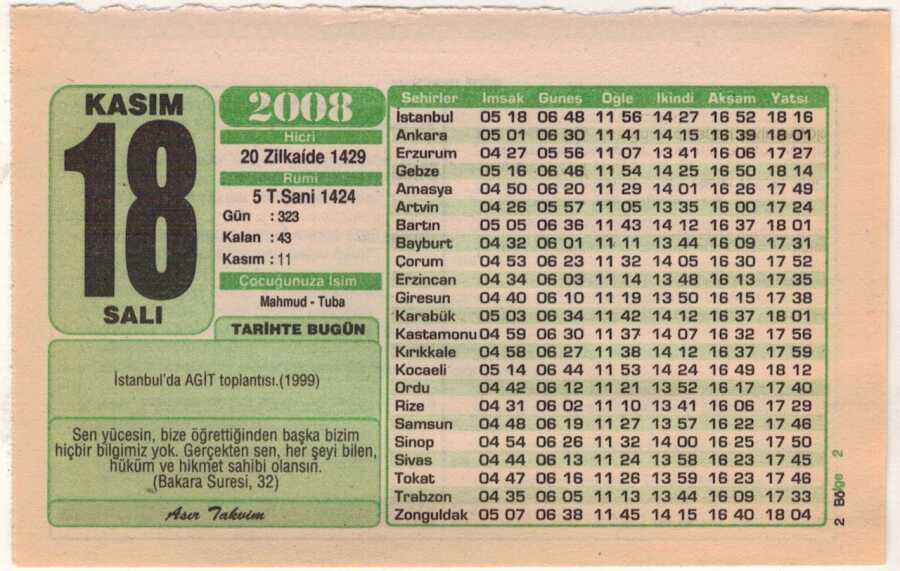 KASIM
18
SALI
2008
Hicri
20 Zilkaíde 1429
Rumi
5 T.Sani 1424
Gün : 323
Kalan : 43
Kasım : 11
Çocuğunuza İsim
Mahmud - Tuba
TARİHTE BUGÜN
İstanbul'da AGİT toplantısı.(1999)
Sen yücesin, bize öğrettiğinden başka bizim
hiçbir bilgimiz yok. Gerçekten sen, her şeyi bilen,
hüküm ve hikmet sahibi olansın.
(Bakara Suresi, 32)
Asır Takvim
Şehirler İmsak Güneş Öğle İkindi Akşam Yatsı
İstanbul 05 18 06 48 11 56 14 27 16 52 18 16
Ankara 05 01 06 30 11 41 14 15 16 39 18 01
Erzurum 04 27 05 56 11 07 13 41 16 06 17 27
Gebze 05 16 06 46 11 54 14 25 16 50 18 14
Amasya 04 50 06 20 11 29 14 01 16 26 17 49
Artvin 04 26 05 57 11 05 13 35 16 00 17 24
Bartın 05 05 06 36 11 43 14 12 16 37 18 01
Bayburt 04 32 06 01 11 11 13 44 16 09 17 31
Çorum 04 53 06 23 11 32 14 05 16 30 17 52
Erzincan 04 34 06 03 11 14 13 48 16 13 17 35
Giresun 04 40 06 10 11 19 13 50 16 15 17 38
Karabük 05 03 06 34 11 42 14 12 16 37 18 01
Kastamonu 04 59 06 30 11 37 14 07 16 32 17 56
Kırıkkale 04 58 06 27 11 38 14 12 16 37 17 59
Kocaeli 05 14 06 44 11 53 14 24 16 49 18 12
Ordu 04 42 06 12 11 21 13 52 16 17 17 40
Rize 04 31 06 02 11 10 13 41 16 06 17 29
Samsun 04 48 06 19 11 27 13 57 16 22 17 46
Sinop 04 54 06 26 11 32 14 00 16 25 17 50
Sivas 04 44 06 13 11 24 13 58 16 23 17 45
Tokat 04 47 06 16 11 26 13 59 16 23 17 46
Trabzon 04 35 06 05 11 13 13 44 16 09 17 33
Zonguldak 05 07 06 38 11 45 14 15 16 40 18 04
2 Bölge 2